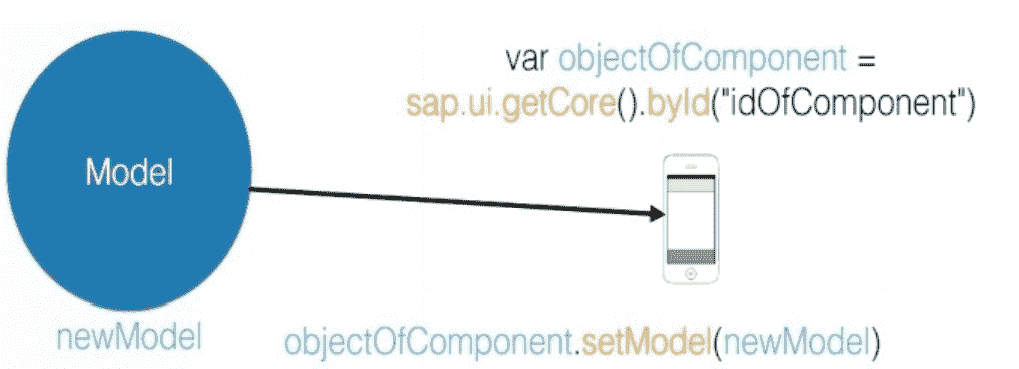 var objectOfComponent =
sap.ui.getCore().byId("idOfComponent")
Model
newModel
objectOfComponent.setModel(newModel)